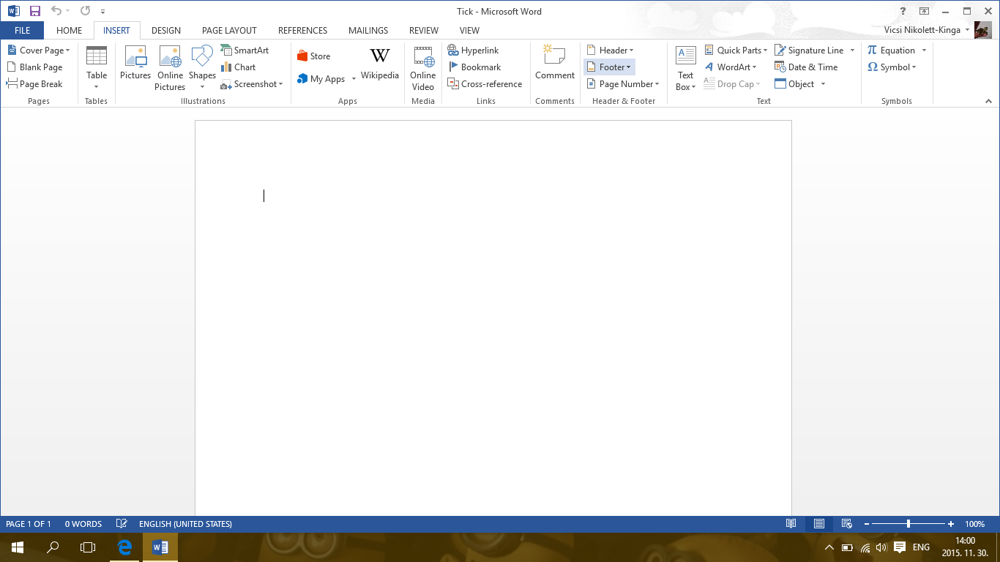 Tick - Microsoft Word
?
FILE HOME INSERT DESIGN PAGE LAYOUT REFERENCES MAILINGS REVIEW VIEW Vicsi Nikolett-Kinga
Cover Page
Blank Page
Page Break
Pages
Table
Tables
Pictures
Online Pictures
Shapes
SmartArt
Chart
Screenshot
Illustrations
Store
My Apps
W
Wikipedia
Apps
Online Video
Media
Hyperlink
Bookmark
Cross-reference
Links
Comment
Comments
Header
Footer
Page Number
Header & Footer
Text Box
Quick Parts
WordArt
Drop Cap
Signature Line
Date & Time
Object
Text
π Equation
Ω Symbol
Symbols
PAGE 1 OF 1 0 WORDS ENGLISH (UNITED STATES) 100%
ENG
14:00
2015. 11. 30.